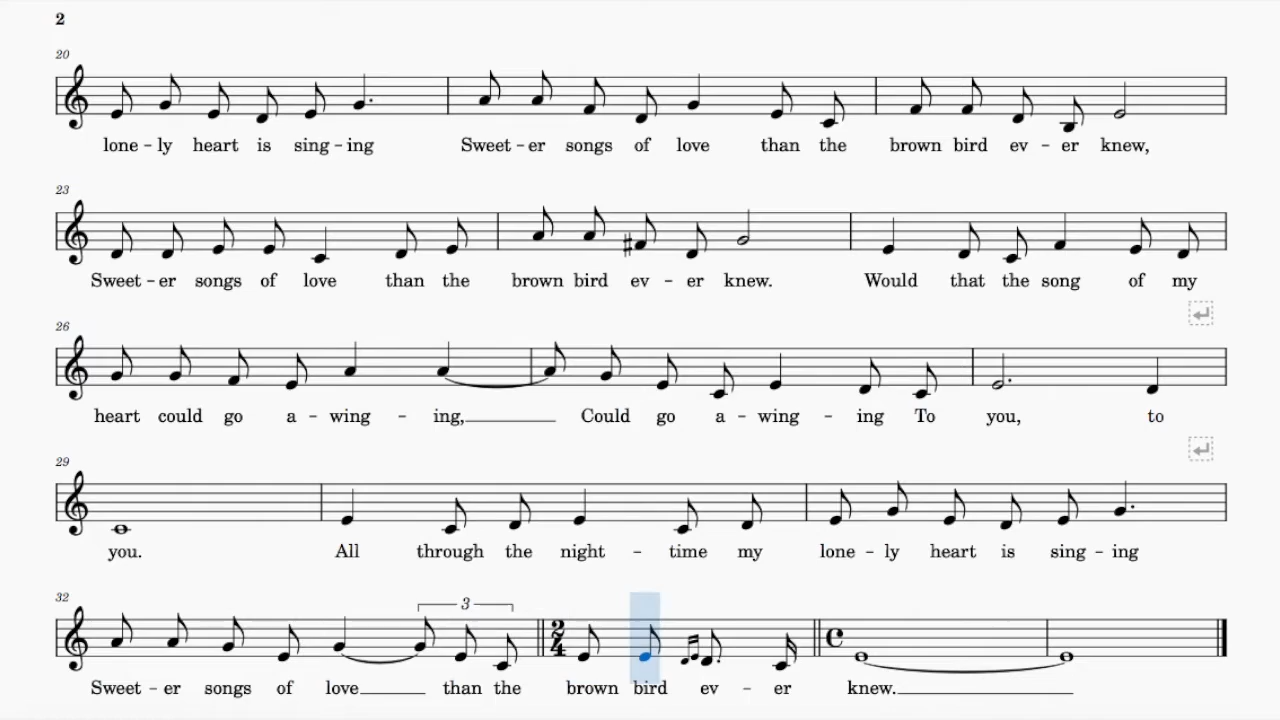 2
20
lone - ly heart is sing - ing Sweet - er songs of love than the brown bird ev - er knew,
23
Sweet - er songs of love than the brown bird ev - er knew. Would that the song of my
26
heart could go a - wing - ing, Could go a - wing - ing To you, to
29
you. All through the night - time my lone - ly heart is sing - ing
32
3
2
4
Sweet - er songs of love than the brown bird ev - er knew.